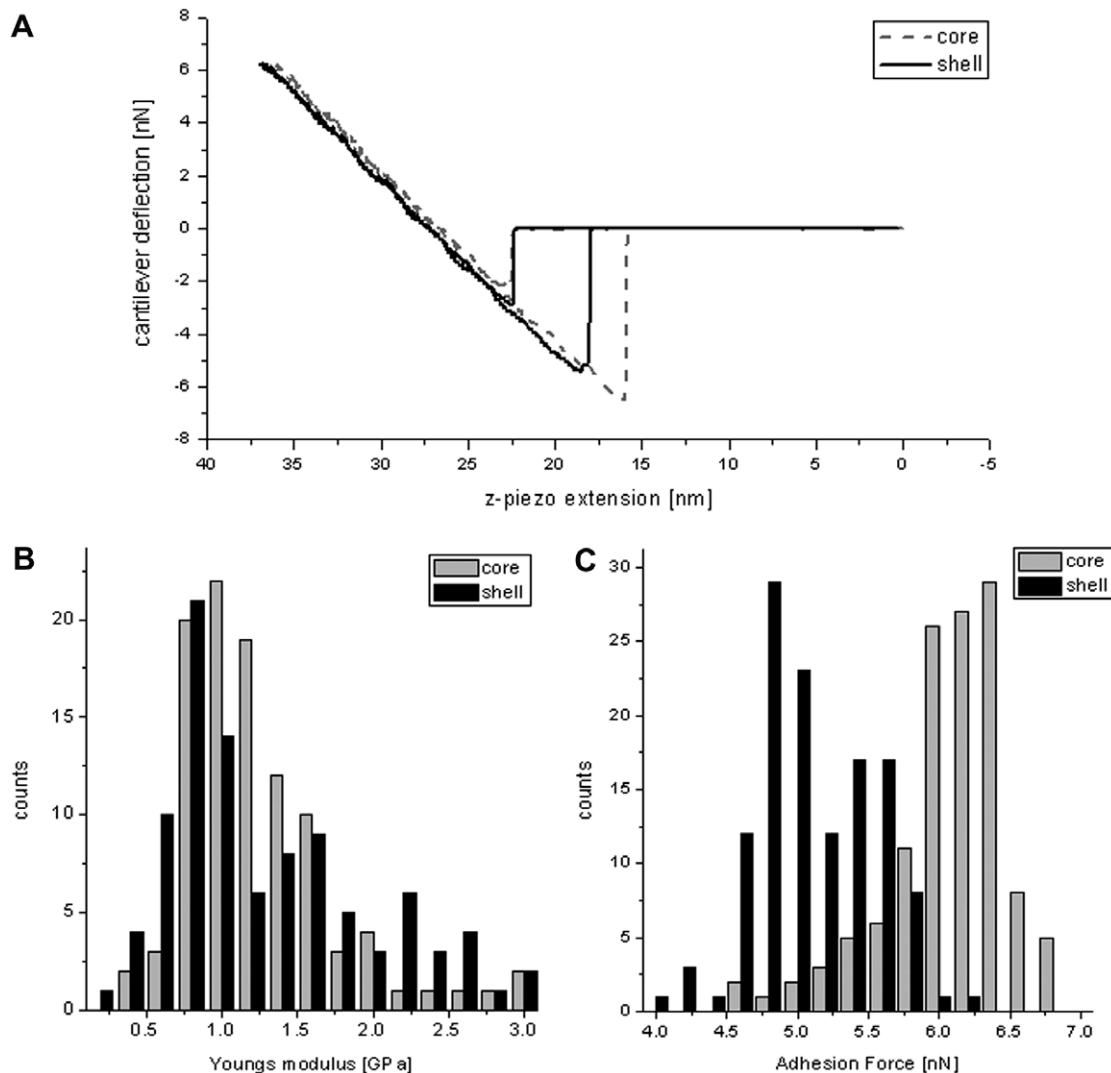 A
core
shell
cantilever deflection [nN]
8
6
4
2
0
-2
-4
-6
-8
40 35 30 25 20 15 10 5 0 -5
z-piezo extension [nm]
B
core
shell
counts
20
15
10
5
0
0.5 1.0 1.5 2.0 2.5 3.0
Youngs modulus [GPa]
C
core
shell
counts
30
25
20
15
10
5
0
4.0 4.5 5.0 5.5 6.0 6.5 7.0
Adhesion Force [nN]